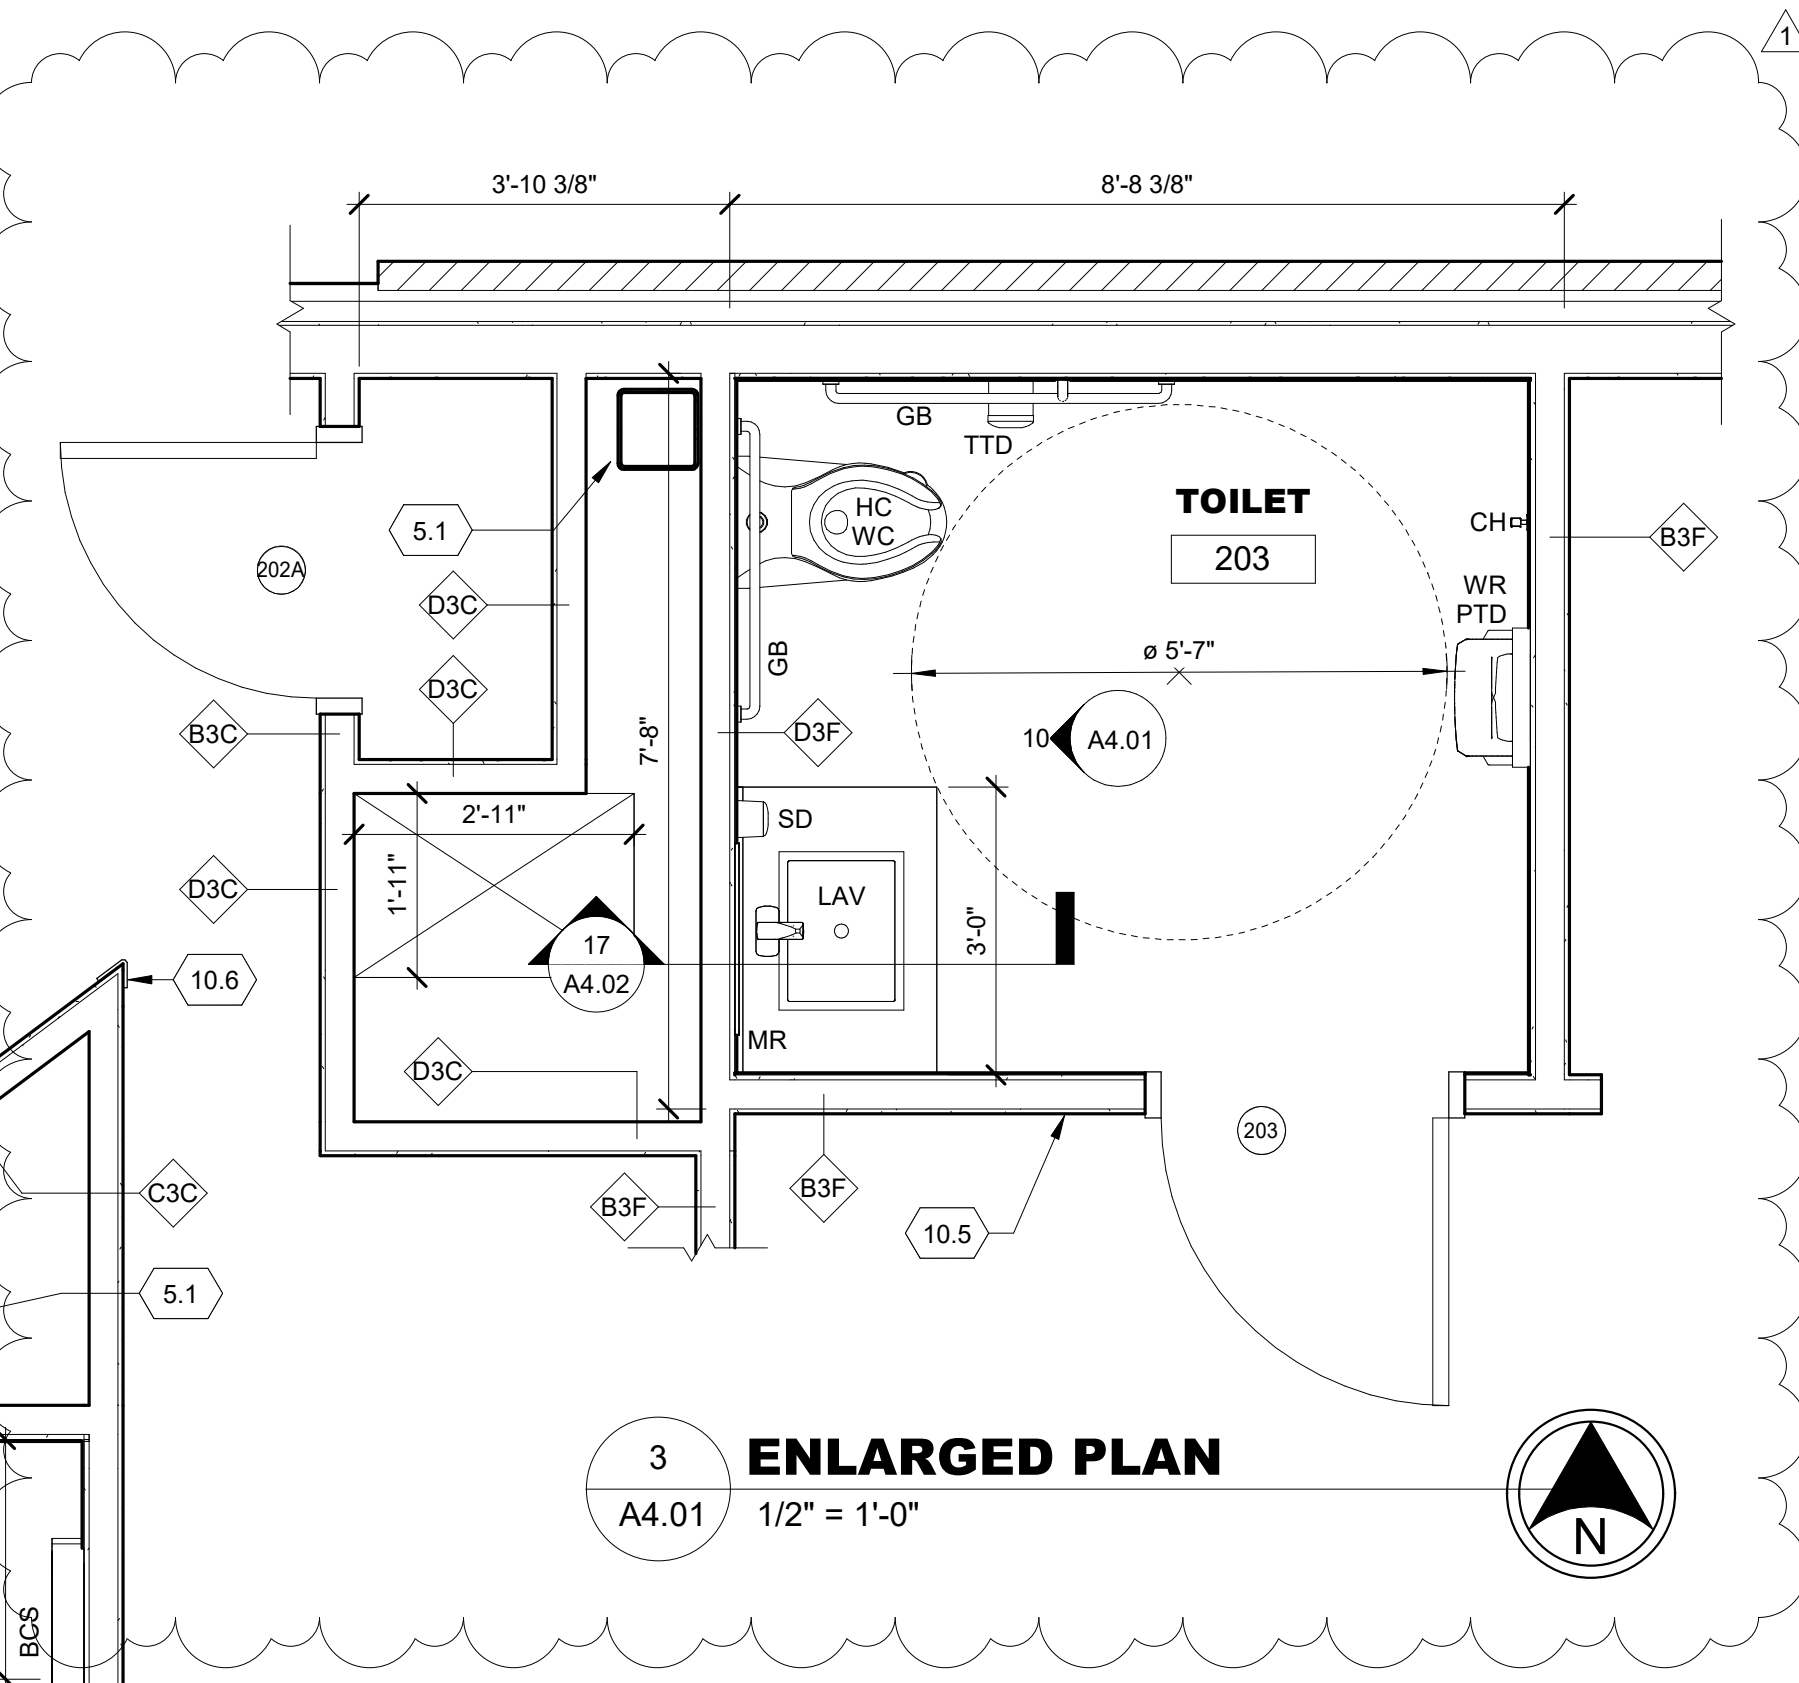 1
3'-10 3/8"
8'-8 3/8"
GB
TTD
HC
WC
TOILET
203
CH
WR
PTD
B3F
5.1
202A
D3C
D3C
GB
ø 5'-7"
B3C
7'-8"
D3F
10
A4.01
2'-11"
SD
1'-11"
D3C
LAV
3'-0"
17
A4.02
10.6
MR
D3C
203
C3C
B3F
B3F
10.5
5.1
3
A4.01
ENLARGED PLAN
1/2" = 1'-0"
N
BCS